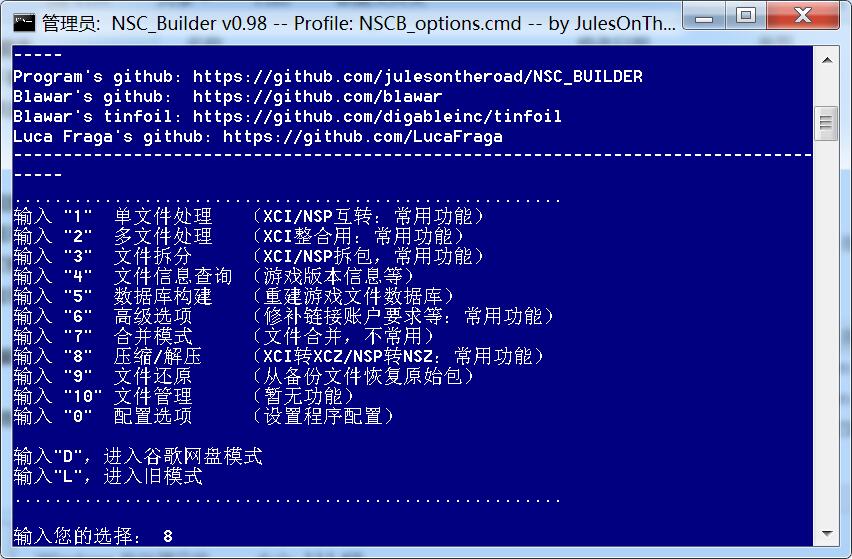 管理员:  NSC_Builder v0.98 -- Profile: NSCB_options.cmd -- by JulesOnTh...
-----
Program's github: https://github.com/julesontheroad/NSC_BUILDER
Blawar's github:  https://github.com/blawar
Blawar's tinfoil: https://github.com/digableinc/tinfoil
Luca Fraga's github: https://github.com/LucaFraga
--------------------------------------------------------------------------------
-----
.......................................................
输入 "1"  单文件处理   （XCI/NSP互转：常用功能）
输入 "2"  多文件处理   （XCI整合用：常用功能）
输入 "3"  文件拆分     （XCI/NSP拆包，常用功能）
输入 "4"  文件信息查询 （游戏版本信息等）
输入 "5"  数据库构建   （重建游戏文件数据库）
输入 "6"  高级选项     （修补链接账户要求等：常用功能）
输入 "7"  合并模式     （文件合并，不常用）
输入 "8"  压缩/解压    （XCI转XCZ/NSP转NSZ：常用功能）
输入 "9"  文件还原     （从备份文件恢复原始包）
输入 "10" 文件管理     （暂无功能）
输入 "0"  配置选项     （设置程序配置）
输入"D"，进入谷歌网盘模式
输入"L"，进入旧模式
.......................................................
输入您的选择： 8